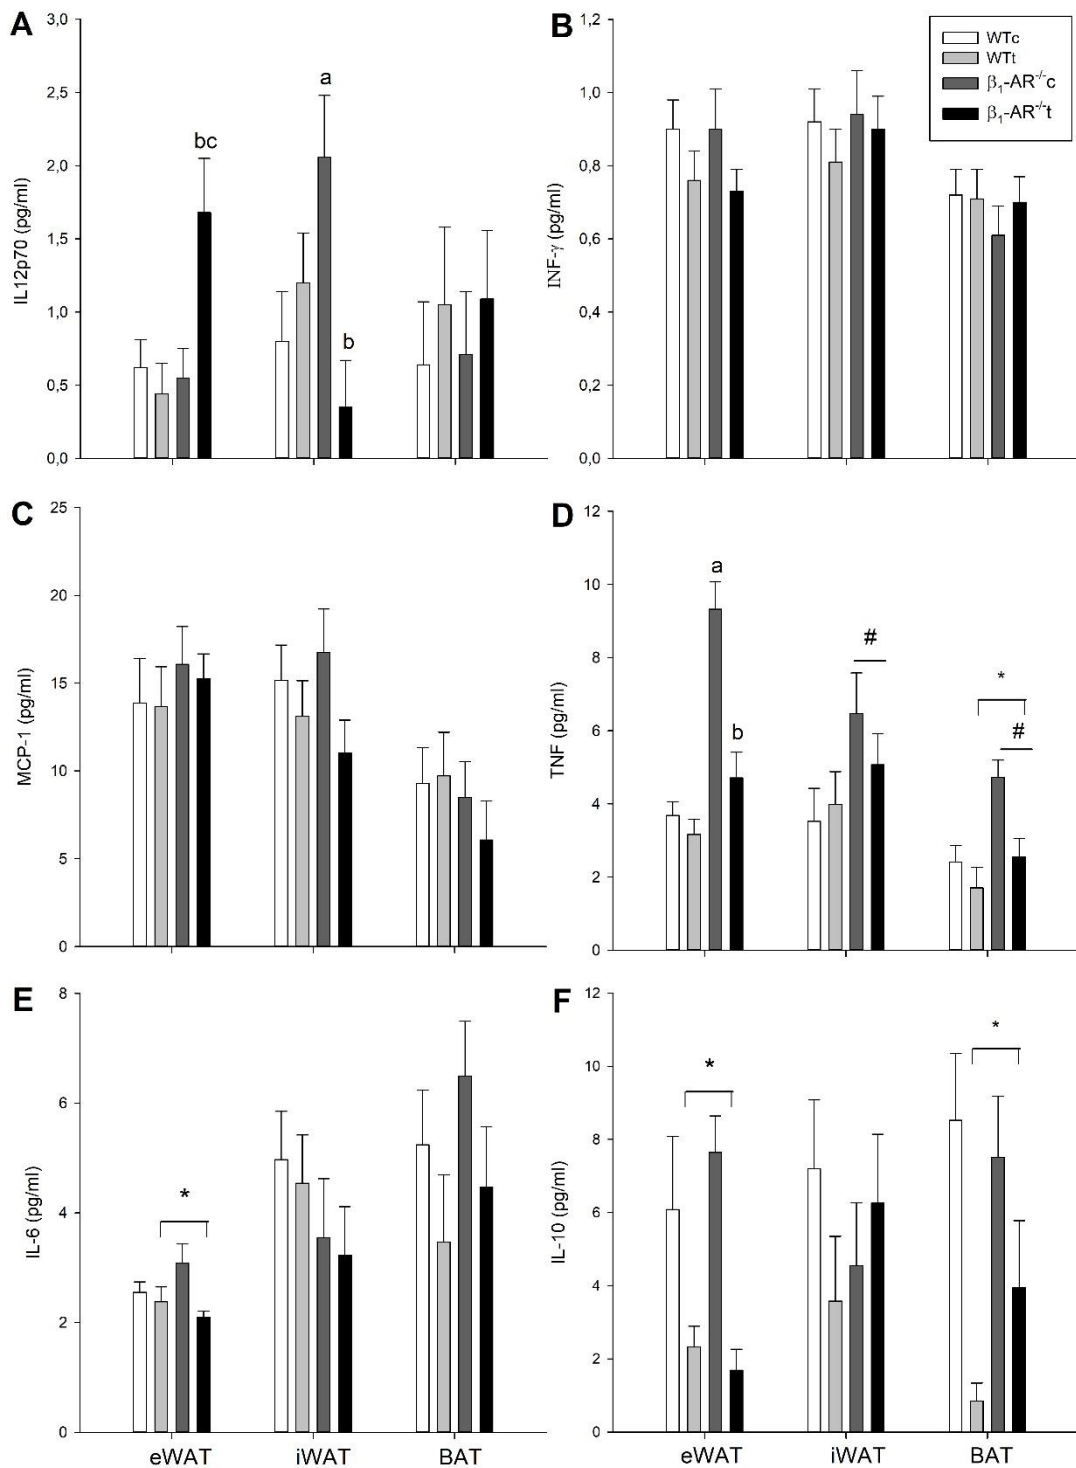 A
IL12p70 (pg/ml)
3,0
2,5
2,0
1,5
1,0
0,5
0,0
bc
a
b
B
INF-γ (pg/ml)
1,2
1,0
0,8
0,6
0,4
0,2
0,0
WTc
WTt
β₁-AR⁻/⁻c
β₁-AR⁻/⁻t
C
MCP-1 (pg/ml)
25
20
15
10
5
0
D
TNF (pg/ml)
12
10
8
6
4
2
0
a
b
#
*
#
E
IL-6 (pg/ml)
8
6
4
2
0
*
eWAT iWAT BAT
F
IL-10 (pg/ml)
12
10
8
6
4
2
0
*
*
eWAT iWAT BAT